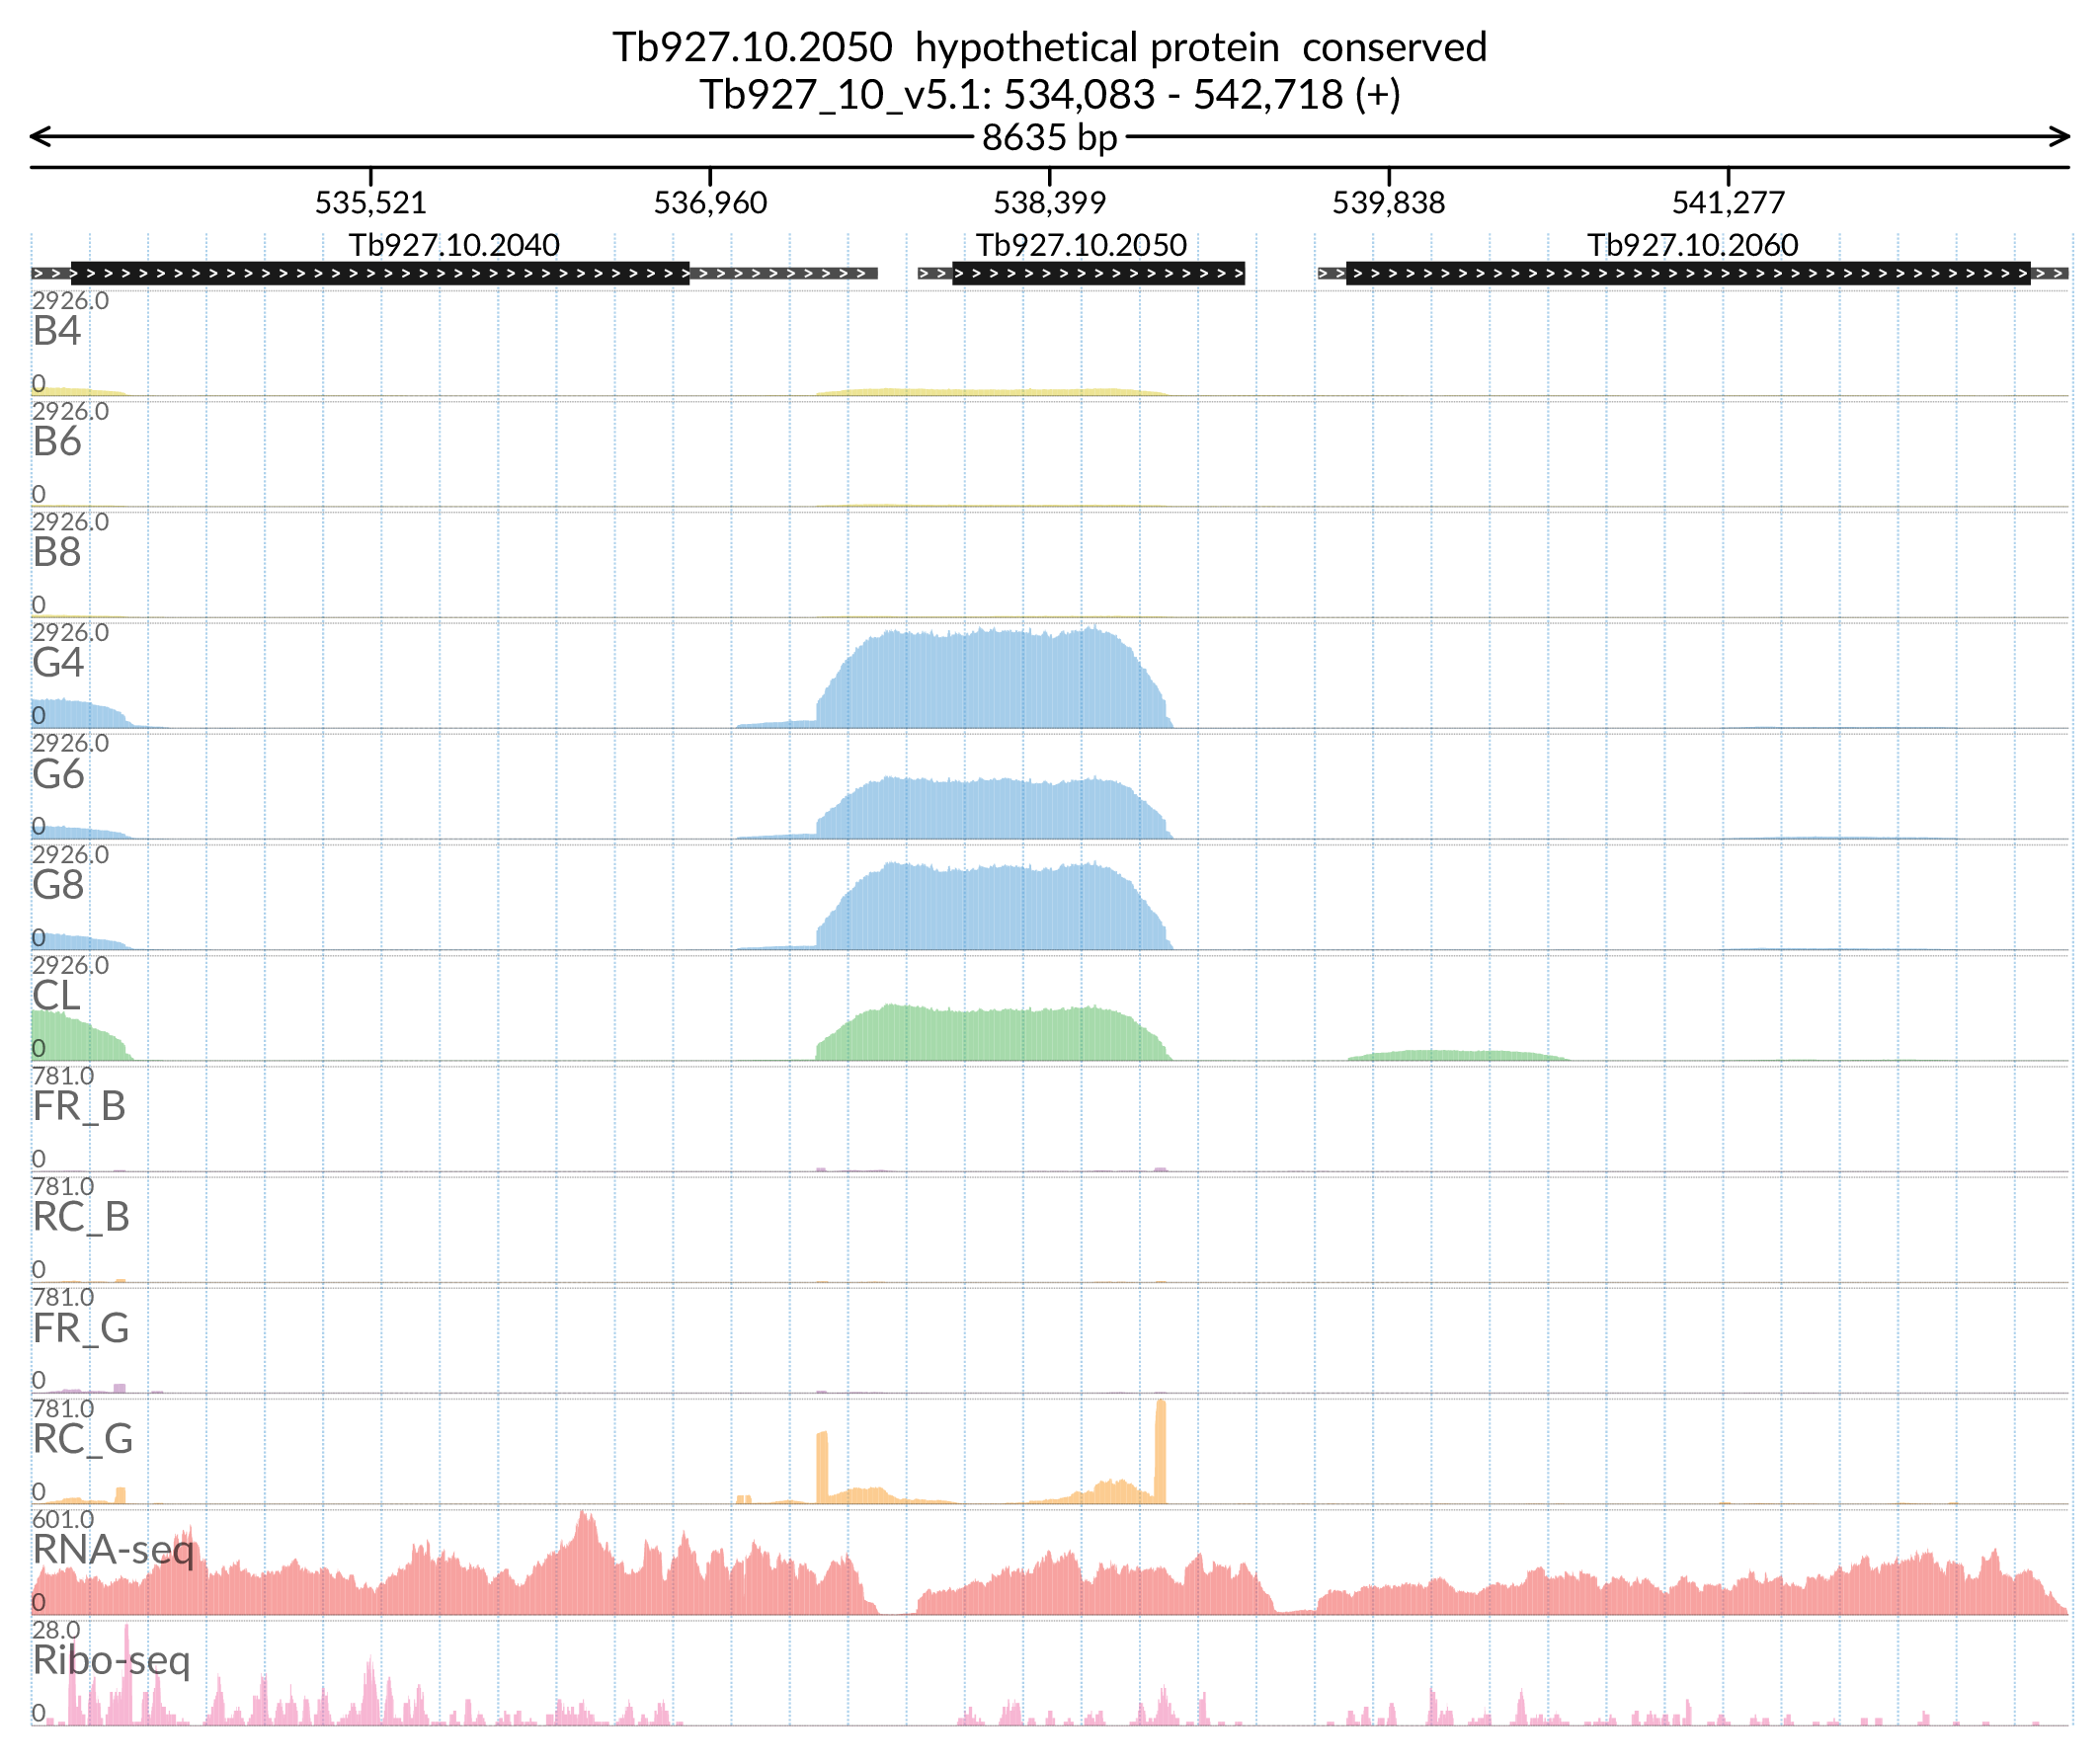 Tb927.10.2050 hypothetical protein conserved
Tb927_10_v5.1: 534,083 - 542,718 (+)
8635 bp
535,521 536,960 538,399 539,838 541,277
Tb927.10.2040 Tb927.10.2050 Tb927.10.2060
2926.0
B4
0
2926.0
B6
0
2926.0
B8
0
2926.0
G4
0
2926.0
G6
0
2926.0
G8
0
2926.0
CL
0
781.0
FR_B
0
781.0
RC_B
0
781.0
FR_G
0
781.0
RC_G
0
601.0
RNA-seq
0
28.0
Ribo-seq
0